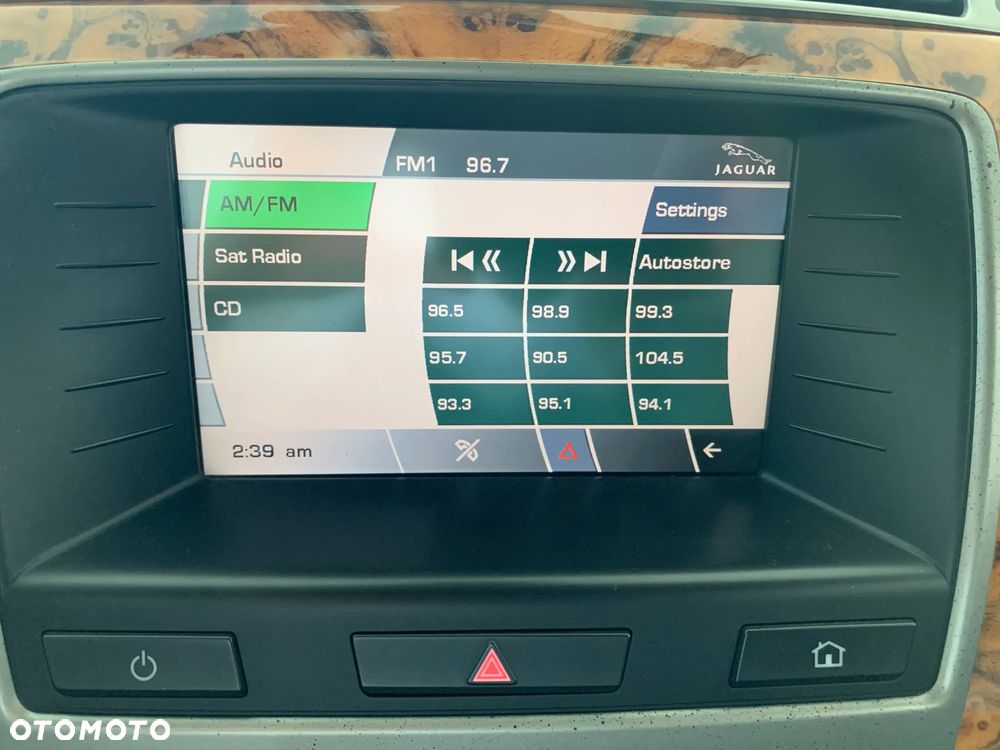 Audio FM1 96.7 JAGUAR
AM/FM Settings
Sat Radio Autostore
CD 96.5 98.9 99.3
95.7 90.5 104.5
93.3 95.1 94.1
2:39 am
OTOMOTO